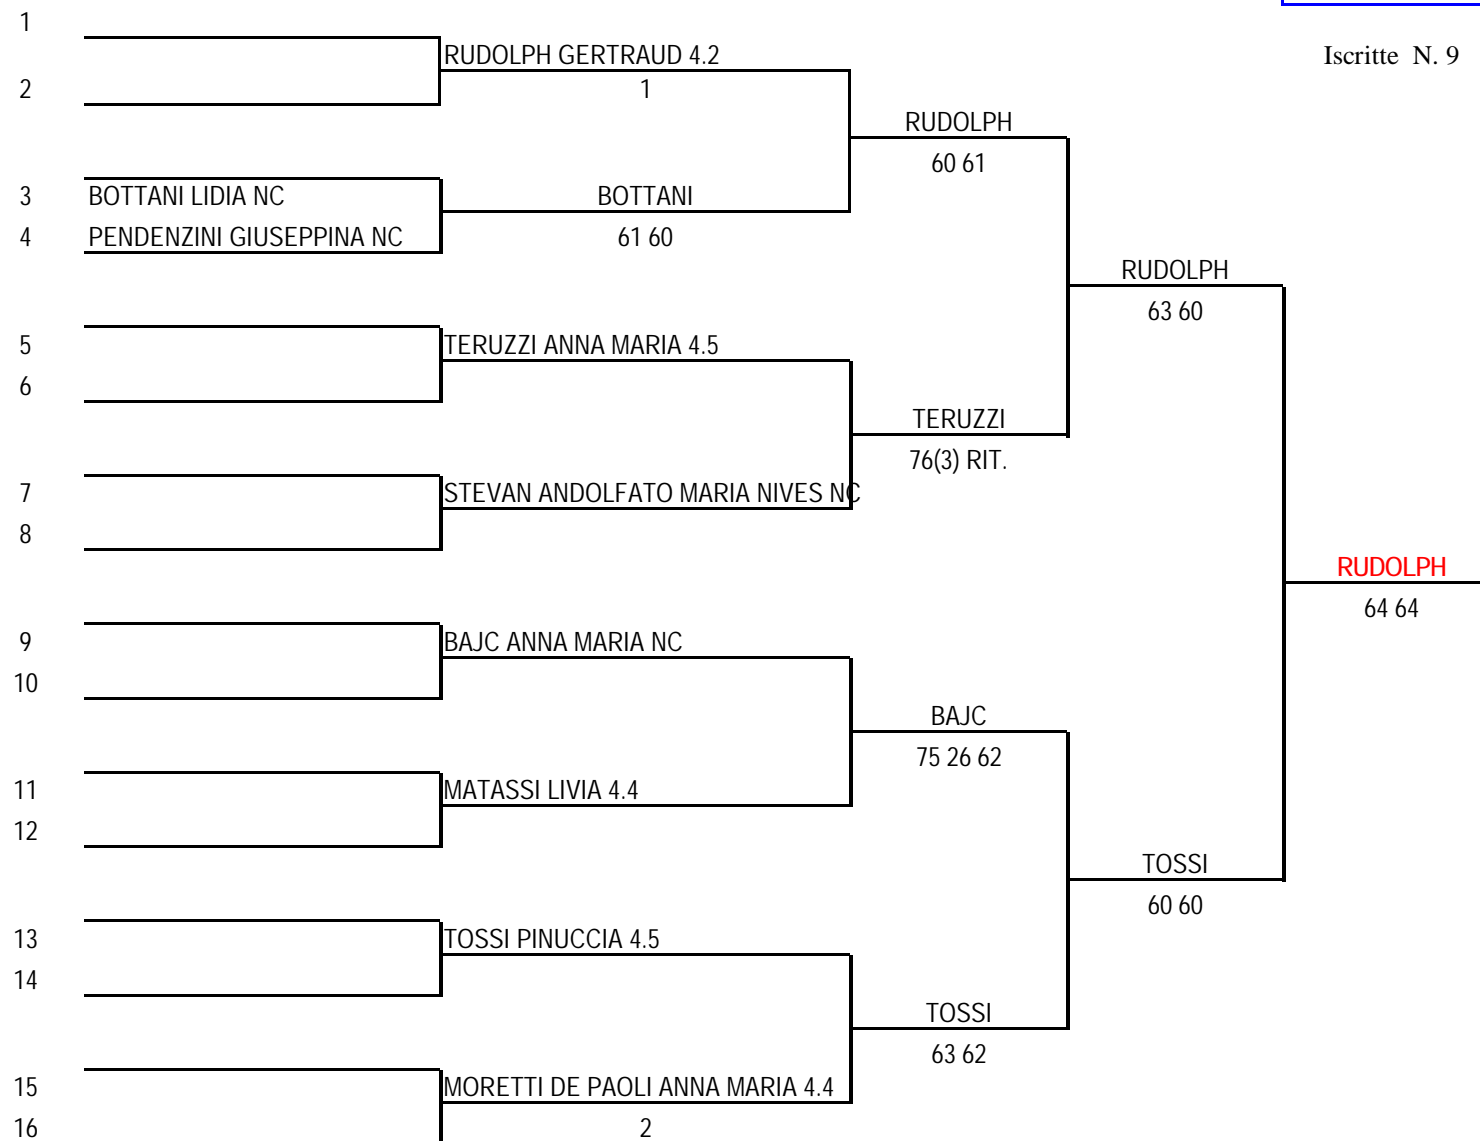 1
RUDOLPH GERTRAUD 4.2
Iscritte N. 9
2
1
RUDOLPH
60 61
3
BOTTANI LIDIA NC
BOTTANI
4
PENDENZINI GIUSEPPINA NC
61 60
RUDOLPH
63 60
5
TERUZZI ANNA MARIA 4.5
6
TERUZZI
76(3) RIT.
7
STEVAN ANDOLFATO MARIA NIVES NC
8
RUDOLPH
64 64
9
BAJC ANNA MARIA NC
10
BAJC
75 26 62
11
MATASSI LIVIA 4.4
12
TOSSI
60 60
13
TOSSI PINUCCIA 4.5
14
TOSSI
63 62
15
MORETTI DE PAOLI ANNA MARIA 4.4
16
2